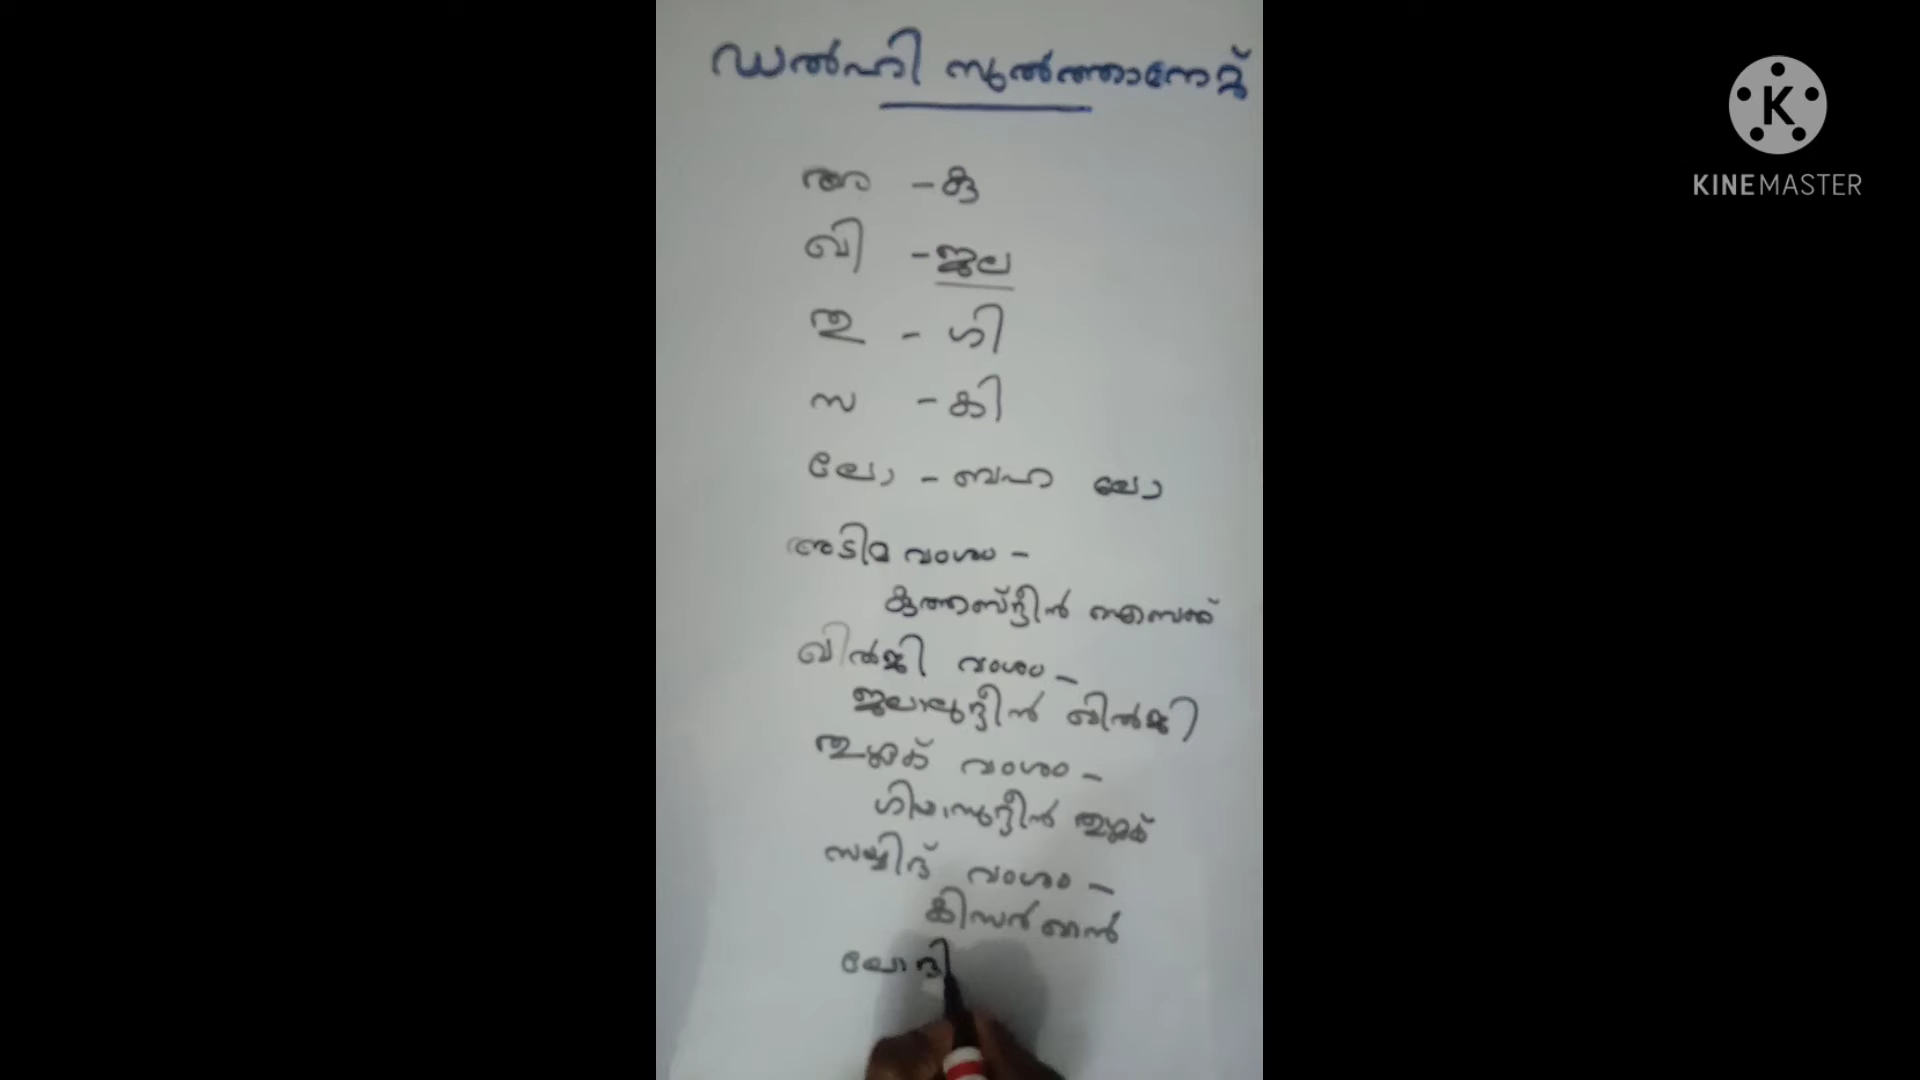 ഡൽഹി സുൽത്താനേറ്റ്
അ - കു
ഖി - ജല
തു - ഗി
സ - കി
ലോ - ബഹ ലോ
അടിമ വംശം -
കുത്തബ്ദ്ദീൻ ഐബക്ക്
ഖിൽജി വംശം -
ജലാലുദ്ദീൻ ഖിൽജി
തുഗ്ലക് വംശം -
ഗിയാസുദ്ദീൻ തുഗ്ലക്
സയ്യിദ് വംശം -
കിസർഖാൻ
ലോദി
K
KINEMASTER